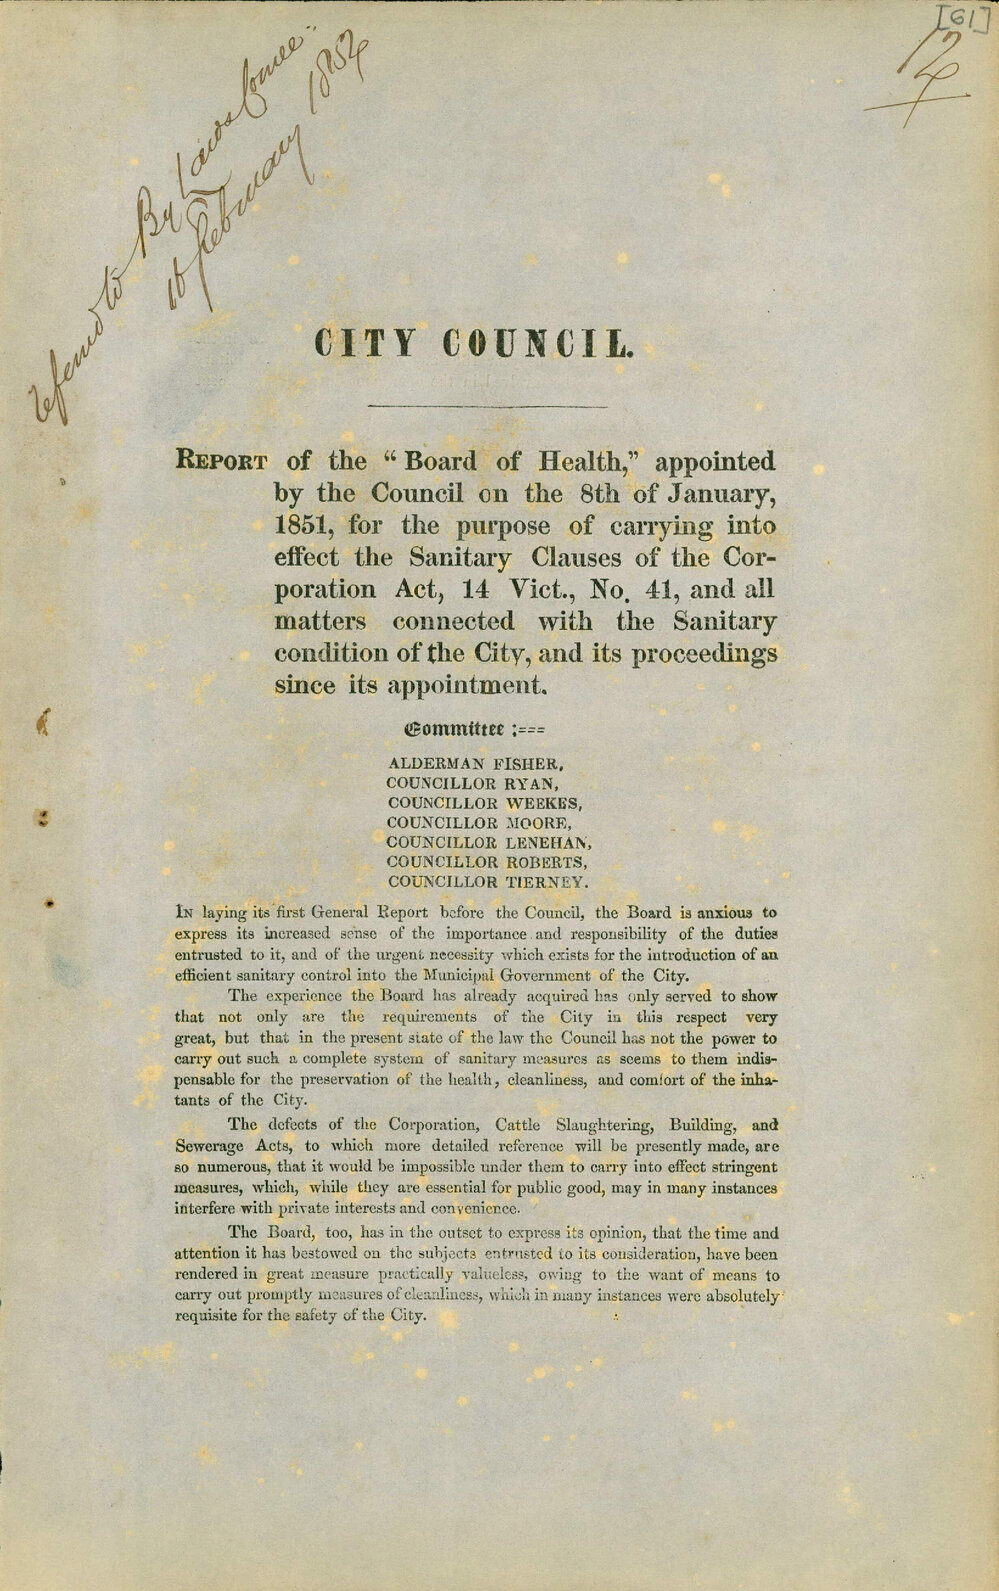 [61]
12
referred to By Laws Comee
16 February 1852
CITY COUNCIL.
REPORT of the “Board of Health,” appointed
by the Council on the 8th of January,
1851, for the purpose of carrying into
effect the Sanitary Clauses of the Cor-
poration Act, 14 Vict., No. 41, and all
matters connected with the Sanitary
condition of the City, and its proceedings
since its appointment.
Committee :===
ALDERMAN FISHER,
COUNCILLOR RYAN,
COUNCILLOR WEEKES,
COUNCILLOR MOORE,
COUNCILLOR LENEHAN,
COUNCILLOR ROBERTS,
COUNCILLOR TIERNEY.
IN laying its first General Report before the Council, the Board is anxious to
express its increased sense of the importance and responsibility of the duties
entrusted to it, and of the urgent necessity which exists for the introduction of an
efficient sanitary control into the Municipal Government of the City.
The experience the Board has already acquired has only served to show
that not only are the requirements of the City in this respect very
great, but that in the present state of the law the Council has not the power to
carry out such a complete system of sanitary measures as seems to them indis-
pensable for the preservation of the health, cleanliness, and comfort of the inha-
tants of the City.
The defects of the Corporation, Cattle Slaughtering, Building, and
Sewerage Acts, to which more detailed reference will be presently made, are
so numerous, that it would be impossible under them to carry into effect stringent
measures, which, while they are essential for public good, may in many instances
interfere with private interests and convenience.
The Board, too, has in the outset to express its opinion, that the time and
attention it has bestowed on the subjects entrusted to its consideration, have been
rendered in great measure practically valueless, owing to the want of means to
carry out promptly measures of cleanliness, which in many instances were absolutely
requisite for the safety of the City.